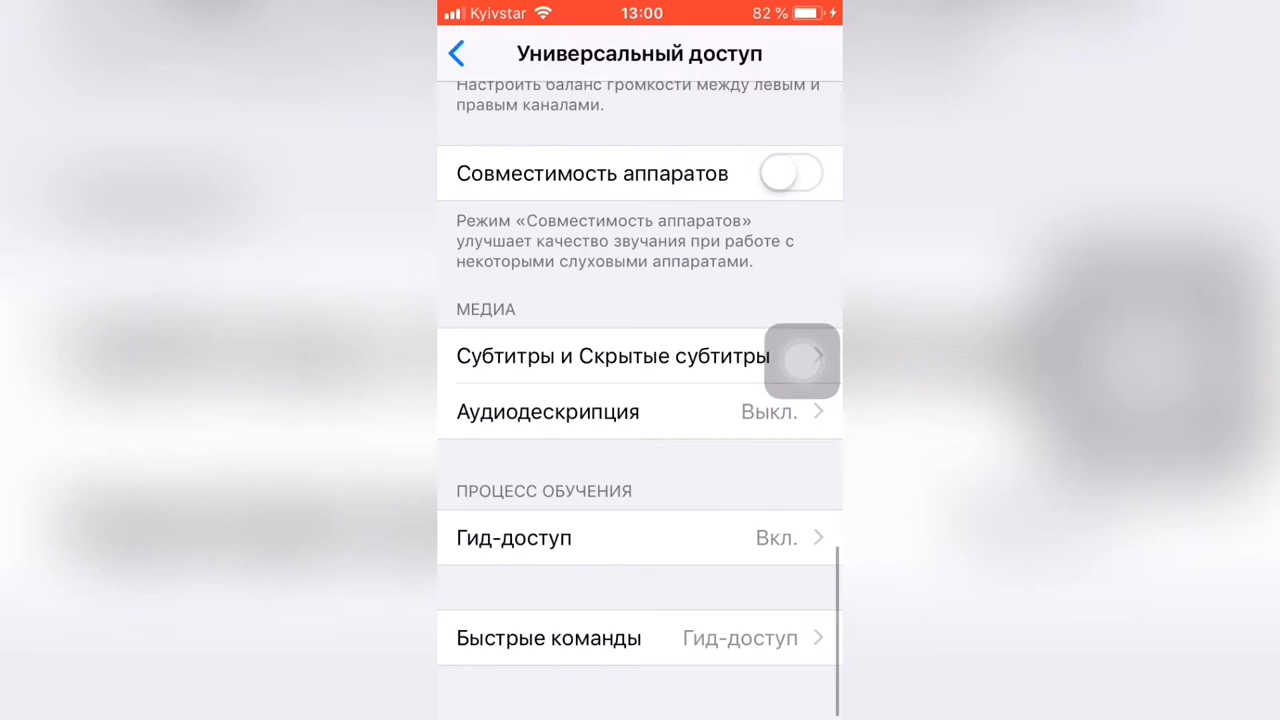 Kyivstar 13:00 82 %
Универсальный доступ
Настроить баланс громкости между левым и
правым каналами.
Совместимость аппаратов
Режим «Совместимость аппаратов»
улучшает качество звучания при работе с
некоторыми слуховыми аппаратами.
МЕДИА
Субтитры и Скрытые субтитры
Аудиодескрипция Выкл.
ПРОЦЕСС ОБУЧЕНИЯ
Гид-доступ Вкл.
Быстрые команды Гид-доступ